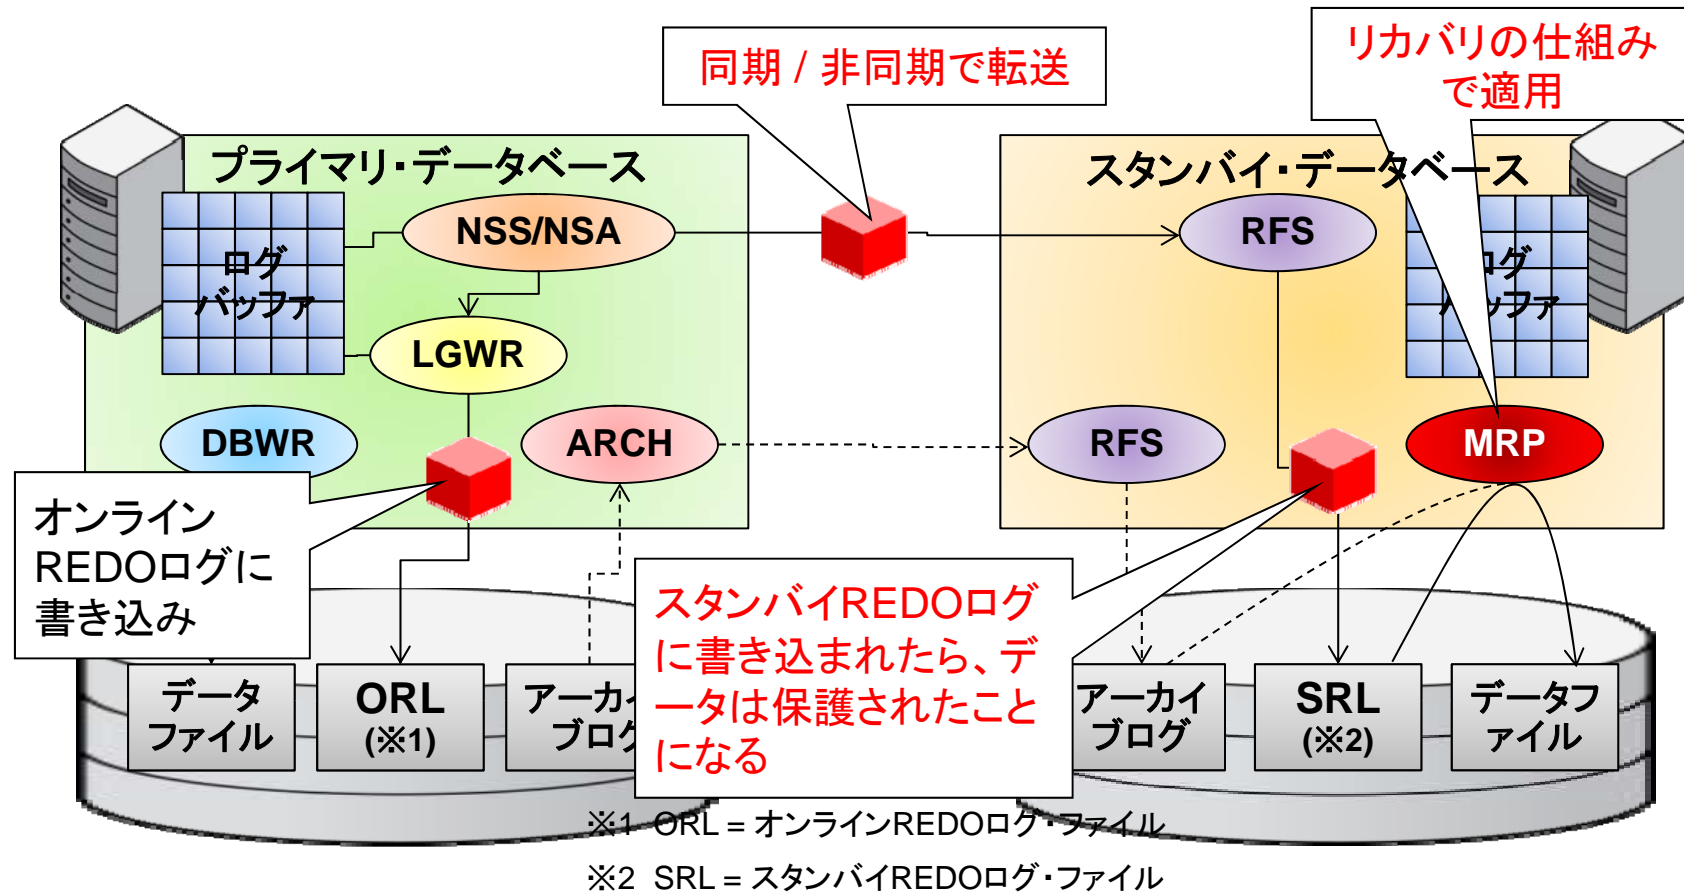 同期 / 非同期で転送
リカバリの仕組み
で適用
プライマリ・データベース
スタンバイ・データベース
ログ
バッファ
NSS/NSA
RFS
LGWR
DBWR
ARCH
RFS
MRP
オンライン
REDOログに
書き込み
スタンバイREDOログ
に書き込まれたら、デ
ータは保護されたこと
になる
データ
ファイル
ORL
(※1)
アーカイ
ブログ
アーカイ
ブログ
SRL
(※2)
データフ
ァイル
※1 ORL = オンラインREDOログ・ファイル
※2 SRL = スタンバイREDOログ・ファイル